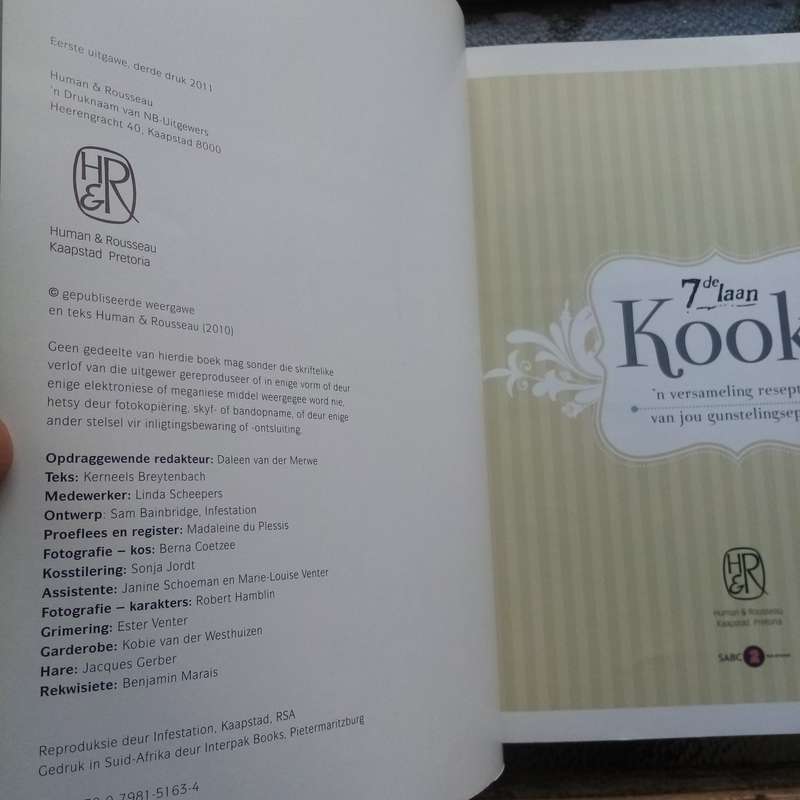 Eerste uitgawe, derde druk 2011
Human & Rousseau
'n Druknaam van NB-Uitgewers
Heerengracht 40, Kaapstad 8000
H&R
Human & Rousseau
Kaapstad Pretoria
© gepubliseerde weergawe
en teks Human & Rousseau (2010)
Geen gedeelte van hierdie boek mag sonder die skriftelike
verlof van die uitgewer gereproduseer of in enige vorm of deur
enige elektroniese of meganiese middel weergegee word nie,
hetsy deur fotokopiëring, skyf- of bandopname, of deur enige
ander stelsel vir inligtingsbewaring of -ontsluiting.
Opdraggewende redakteur: Daleen van der Merwe
Teks: Kerneels Breytenbach
Medewerker: Linda Scheepers
Ontwerp: Sam Bainbridge, Infestation
Proeflees en register: Madaleine du Plessis
Fotografie – kos: Berna Coetzee
Kosstilering: Sonja Jordt
Assistente: Janine Schoeman en Marie-Louise Venter
Fotografie – karakters: Robert Hamblin
Grimering: Ester Venter
Garderobe: Kobie van der Westhuizen
Hare: Jacques Gerber
Rekwisiete: Benjamin Marais
Reproduksie deur Infestation, Kaapstad, RSA
Gedruk in Suid-Afrika deur Interpak Books, Pietermaritzburg
7981-5163-4
7de laan
Kook
'n versameling resept
van jou gunstelingsep
H&R
Human & Rousseau
Kaapstad Pretoria
SABC 2